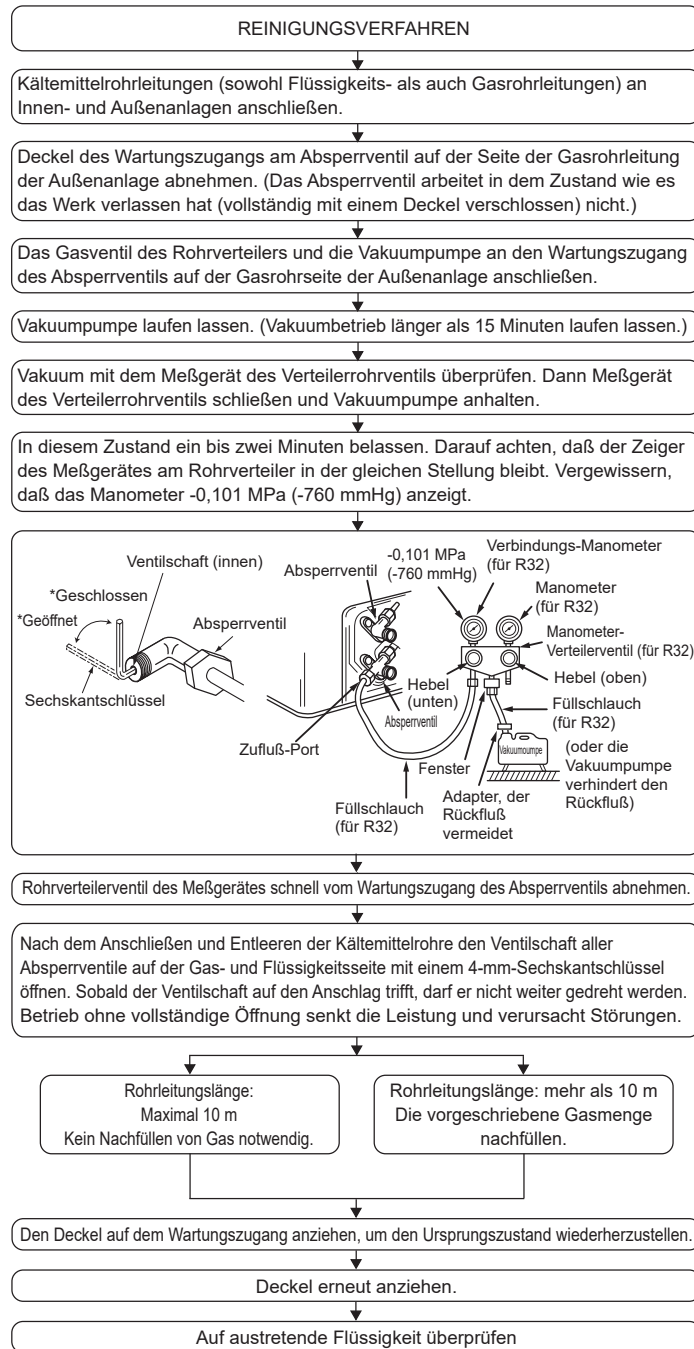 REINIGUNGSVERFAHREN
Kältemittelrohrleitungen (sowohl Flüssigkeits- als auch Gasrohrleitungen) an
Innen- und Außenanlagen anschließen.
Deckel des Wartungszugangs am Absperrventil auf der Seite der Gasrohrleitung
der Außenanlage abnehmen. (Das Absperrventil arbeitet in dem Zustand wie es
das Werk verlassen hat (vollständig mit einem Deckel verschlossen) nicht.)
Das Gasventil des Rohrverteilers und die Vakuumpumpe an den Wartungszugang
des Absperrventils auf der Gasrohrseite der Außenanlage anschließen.
Vakuumpumpe laufen lassen. (Vakuumbetrieb länger als 15 Minuten laufen lassen.)
Vakuum mit dem Meßgerät des Verteilerrohrventils überprüfen. Dann Meßgerät
des Verteilerrohrventils schließen und Vakuumpumpe anhalten.
In diesem Zustand ein bis zwei Minuten belassen. Darauf achten, daß der Zeiger
des Meßgerätes am Rohrverteiler in der gleichen Stellung bleibt. Vergewissern,
daß das Manometer -0,101 MPa (-760 mmHg) anzeigt.
Ventilschaft (innen)
*Geschlossen
*Geöffnet
Absperrventil
Sechskantschlüssel
Absperrventil
-0,101 MPa
(-760 mmHg)
Verbindungs-Manometer
(für R32)
Manometer
(für R32)
Manometer-
Verteilerventil (für R32)
Hebel
(unten)
Hebel (oben)
Absperrventil
Zufluß-Port
Füllschlauch
(für R32)
Fenster
Vakuumoumpe
(oder die
Vakuumpumpe
verhindert den
Rückfluß)
Füllschlauch
(für R32)
Adapter, der
Rückfluß
vermeidet
Rohrverteilerventil des Meßgerätes schnell vom Wartungszugang des Absperrventils abnehmen.
Nach dem Anschließen und Entleeren der Kältemittelrohre den Ventilschaft aller
Absperrventile auf der Gas- und Flüssigkeitsseite mit einem 4-mm-Sechskantschlüssel
öffnen. Sobald der Ventilschaft auf den Anschlag trifft, darf er nicht weiter gedreht werden.
Betrieb ohne vollständige Öffnung senkt die Leistung und verursacht Störungen.
Rohrleitungslänge:
Maximal 10 m
Kein Nachfüllen von Gas notwendig.
Rohrleitungslänge: mehr als 10 m
Die vorgeschriebene Gasmenge
nachfüllen.
Den Deckel auf dem Wartungszugang anziehen, um den Ursprungszustand wiederherzustellen.
Deckel erneut anziehen.
Auf austretende Flüssigkeit überprüfen